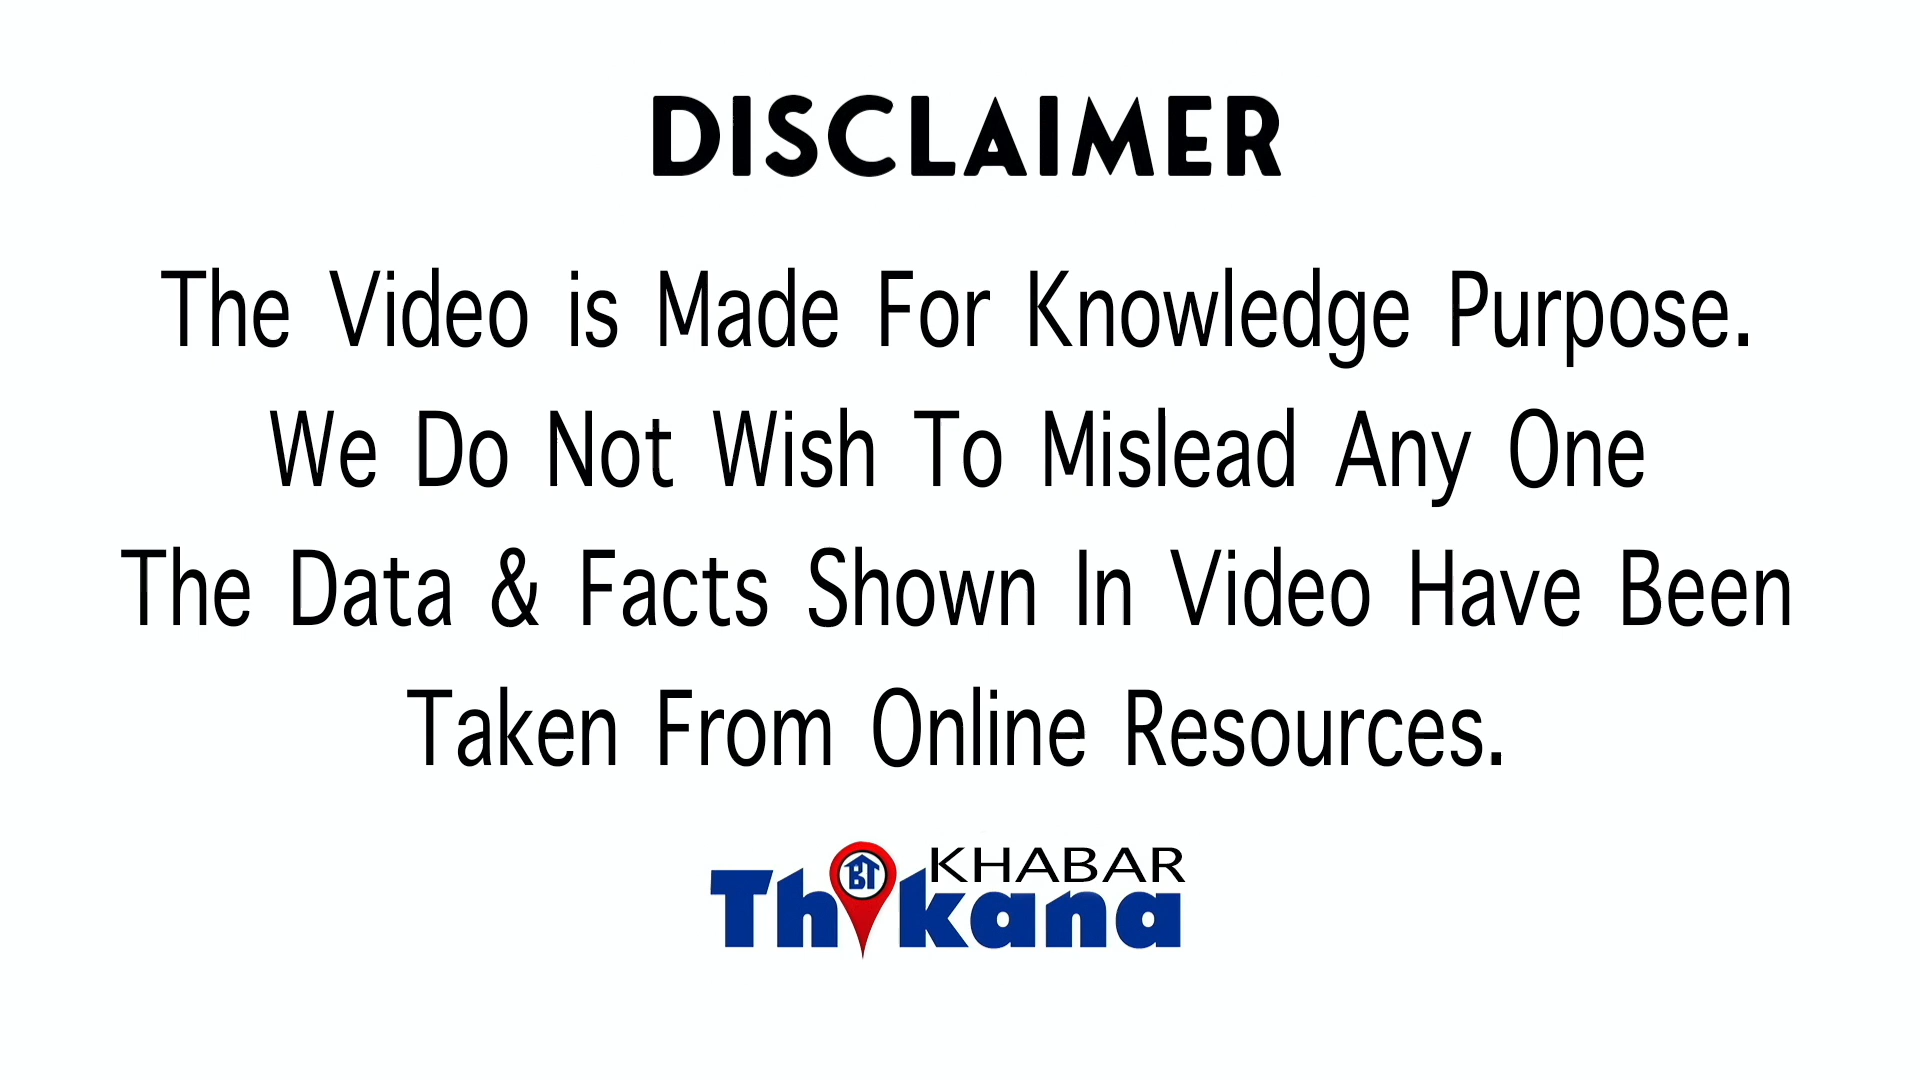 DISCLAIMER
The Video is Made For Knowledge Purpose.
We Do Not Wish To Mislead Any One
The Data & Facts Shown In Video Have Been
Taken From Online Resources.
KHABAR
BT
Thikana